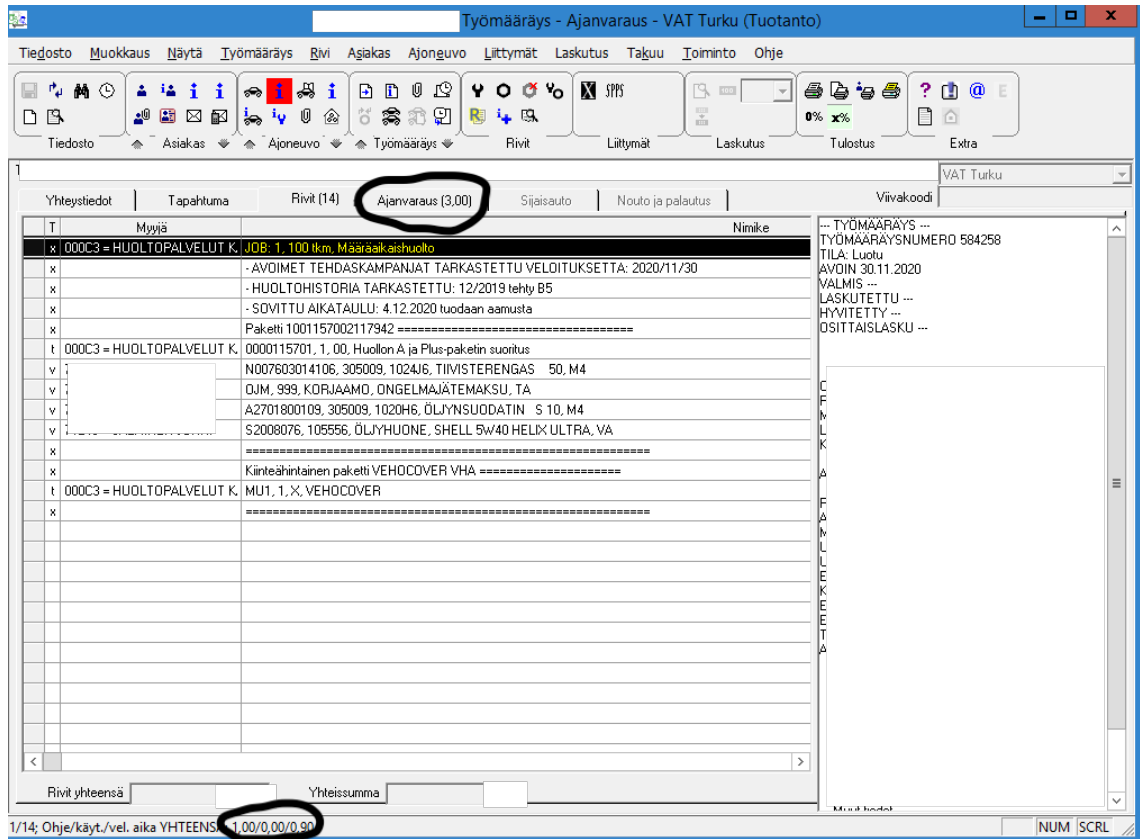 Työmääräys - Ajanvaraus - VAT Turku (Tuotanto)
Tiedosto Muokkaus Näytä Työmääräys Rivi Asiakas Ajoneuvo Liittymät Laskutus Takuu Toiminto Ohje
X SPPS
0% x% ? @ E
Tiedosto Asiakas Ajoneuvo Työmääräys Rivit Liittymät Laskutus Tulostus Extra
VAT Turku
Yhteystiedot Tapahtuma Rivit (14) Ajanvaraus (3,00) Sijaisauto Nouto ja palautus Viivakoodi
T Myyjä Nimike
x 000C3 = HUOLTOPALVELUT K. JOB: 1, 100 tkm, Määräaikaishuolto
x - AVOIMET TEHDASKAMPANJAT TARKASTETTU VELOITUKSETTA: 2020/11/30
x - HUOLTOHISTORIA TARKASTETTU: 12/2019 tehty B5
x - SOVITTU AIKATAULU: 4.12.2020 tuodaan aamusta
x Paketti 1001157002117942 ===================================
t 000C3 = HUOLTOPALVELUT K. 0000115701, 1, 00, Huollon A ja Plus-paketin suoritus
v N007603014106, 305009, 1024J6, TIIVISTERENGAS 50, M4
v OJM, 999, KORJAAMO, ONGELMAJÄTEMAKSU, TA
v A2701800109, 305009, 1020H6, ÖLJYNSUODATIN S 10, M4
v S2008076, 105556, ÖLJYHUONE, SHELL 5W40 HELIX ULTRA, VA
x ============================================================
x Kiinteähintainen paketti VEHOCOVER VHA =====================
t 000C3 = HUOLTOPALVELUT K. MU1, 1, X, VEHOCOVER
x ============================================================
--- TYÖMÄÄRÄYS ---
TYÖMÄÄRÄYSNUMERO 584258
TILA: Luotu
AVOIN 30.11.2020
VALMIS ---
LASKUTETTU ---
HYVITETTY ---
OSITTAISLASKU ---
Rivit yhteensä Yhteissumma
1/14; Ohje/käyt./vel. aika YHTEENSÄ 1,00/0,00/0,90 NUM SCRL